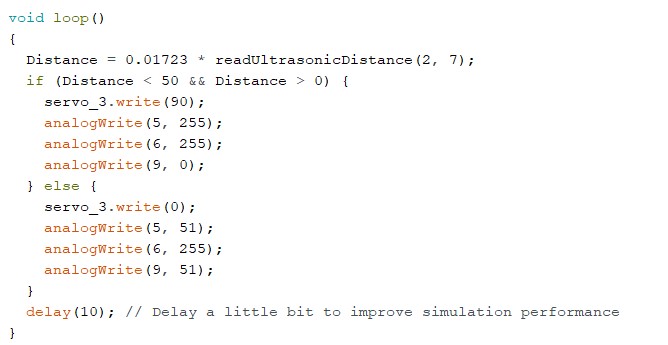 void loop()
{
  Distance = 0.01723 * readUltrasonicDistance(2, 7);
  if (Distance < 50 && Distance > 0) {
    servo_3.write(90);
    analogWrite(5, 255);
    analogWrite(6, 255);
    analogWrite(9, 0);
  } else {
    servo_3.write(0);
    analogWrite(5, 51);
    analogWrite(6, 255);
    analogWrite(9, 51);
  }
  delay(10); // Delay a little bit to improve simulation performance
}